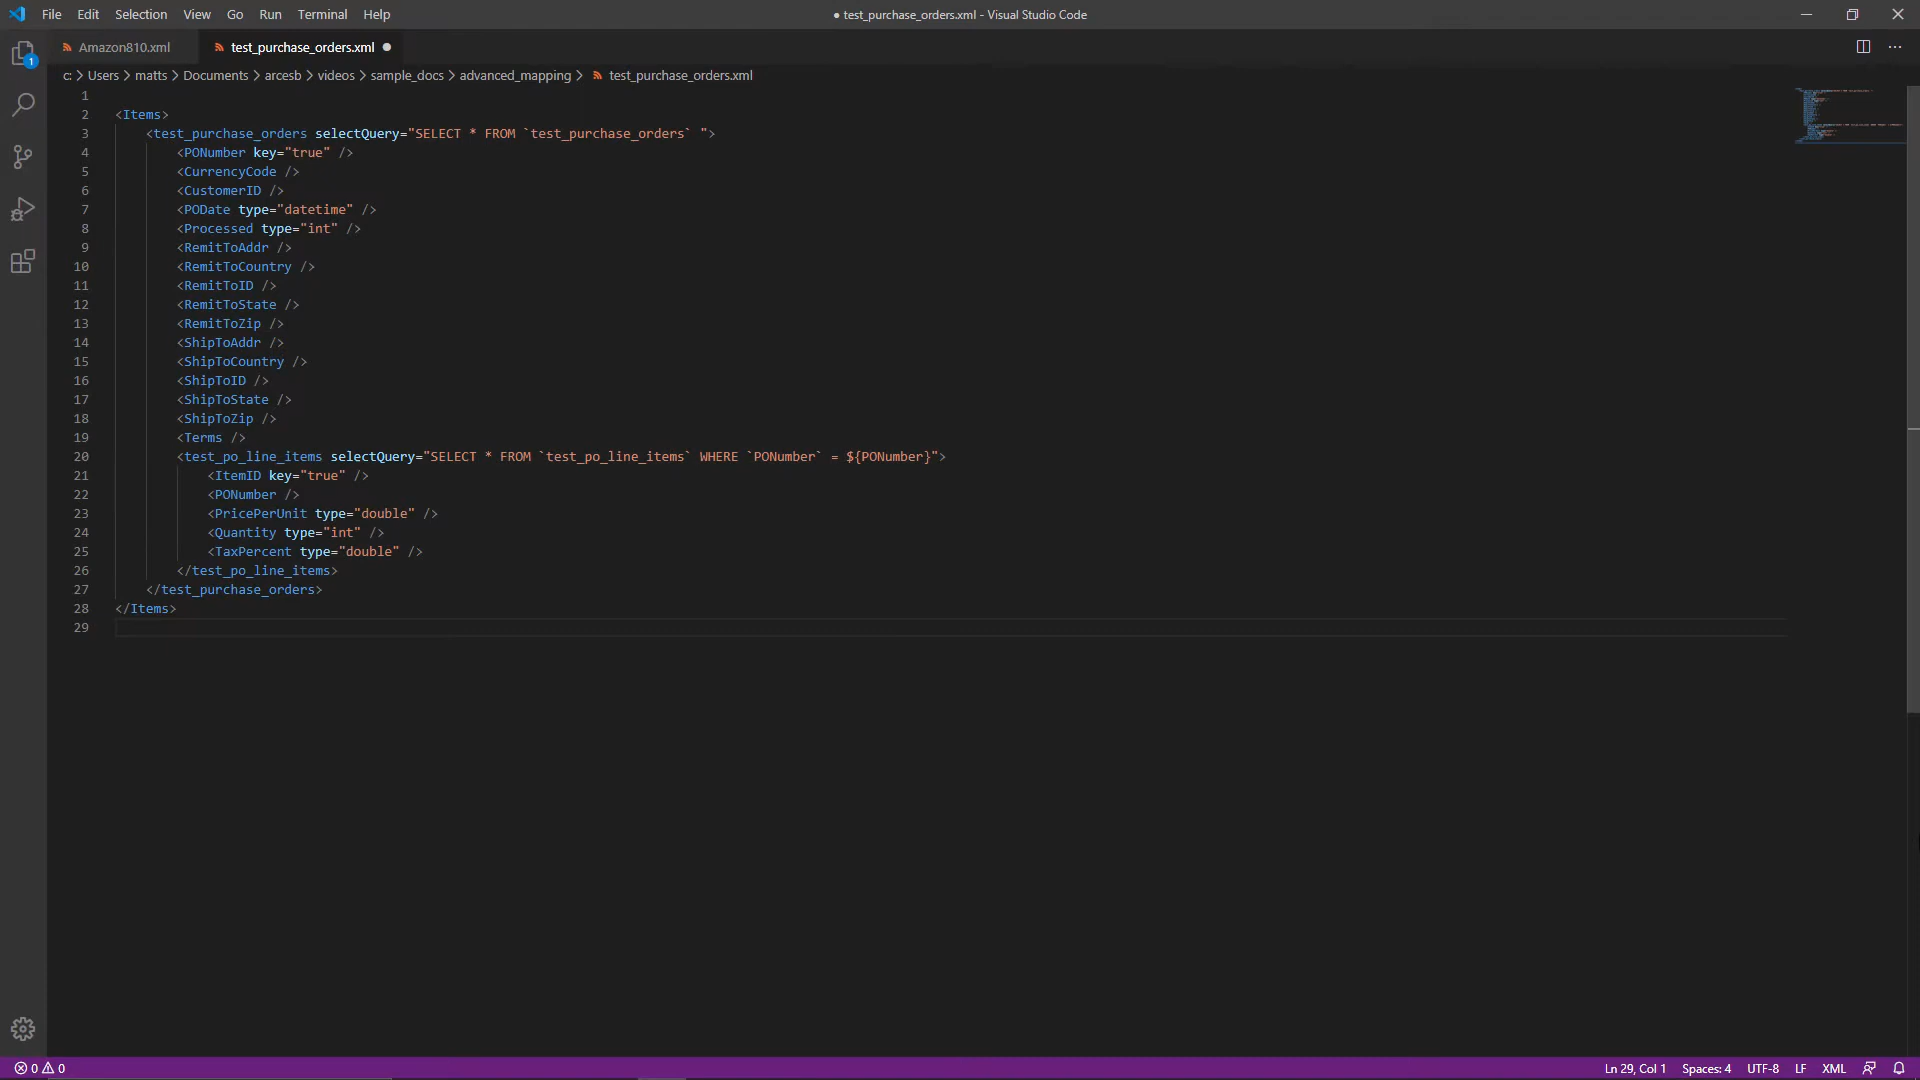 File Edit Selection View Go Run Terminal Help
● test_purchase_orders.xml - Visual Studio Code
Amazon810.xml
test_purchase_orders.xml ●
1
c: > Users > matts > Documents > arcesb > videos > sample_docs > advanced_mapping > test_purchase_orders.xml
1
2 <Items>
3 <test_purchase_orders selectQuery="SELECT * FROM `test_purchase_orders` ">
4 <PONumber key="true" />
5 <CurrencyCode />
6 <CustomerID />
7 <PODate type="datetime" />
8 <Processed type="int" />
9 <RemitToAddr />
10 <RemitToCountry />
11 <RemitToID />
12 <RemitToState />
13 <RemitToZip />
14 <ShipToAddr />
15 <ShipToCountry />
16 <ShipToID />
17 <ShipToState />
18 <ShipToZip />
19 <Terms />
20 <test_po_line_items selectQuery="SELECT * FROM `test_po_line_items` WHERE `PONumber` = ${PONumber}">
21 <ItemID key="true" />
22 <PONumber />
23 <PricePerUnit type="double" />
24 <Quantity type="int" />
25 <TaxPercent type="double" />
26 </test_po_line_items>
27 </test_purchase_orders>
28 </Items>
29
0 0
Ln 29, Col 1 Spaces: 4 UTF-8 LF XML